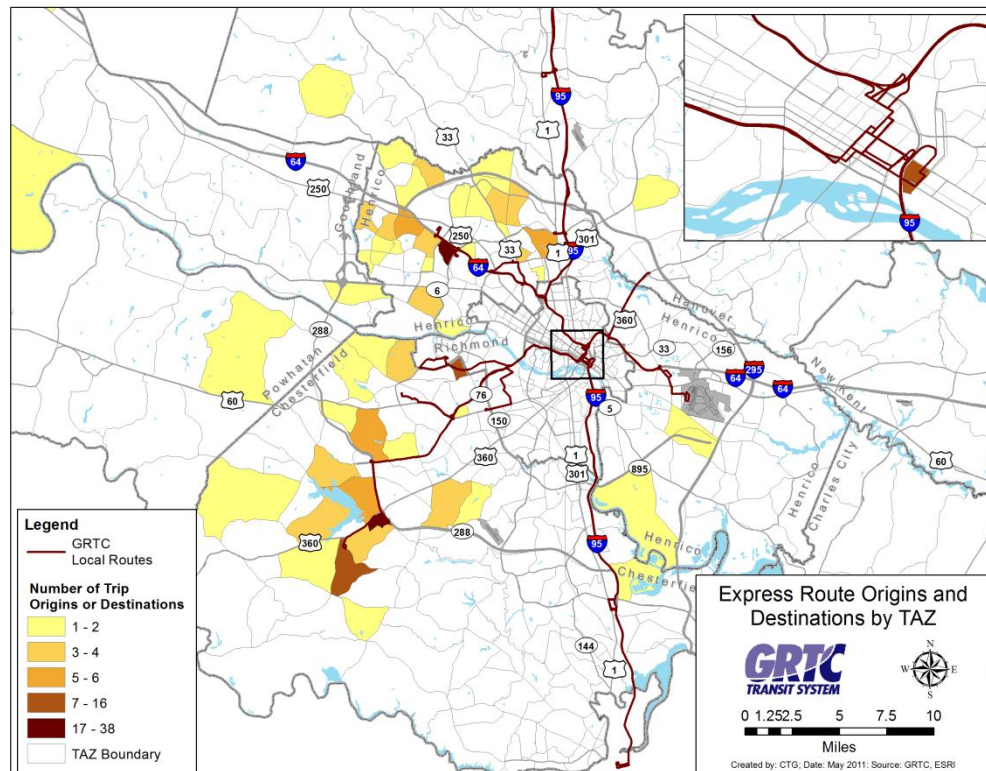 95
1
33
64
250
Goochland
Henrico
250
33
1
95
301
64
6
288
Henrico
Richmond
360
Hanover
Henrico
33
156
295
64
64
New Kent
Powhatan
Chesterfield
60
76
150
95
5
360
1
301
895
60
Henrico
Charles City
288
360
95
Henrico
Chesterfield
144
1
95
Legend
GRTC
Local Routes
Number of Trip
Origins or Destinations
1 - 2
3 - 4
5 - 6
7 - 16
17 - 38
TAZ Boundary
Express Route Origins and
Destinations by TAZ
GRTC
TRANSIT SYSTEM
N
W E
S
0 1.25 2.5 5 7.5 10
Miles
Created by: CTG; Date: May 2011: Source: GRTC, ESRI